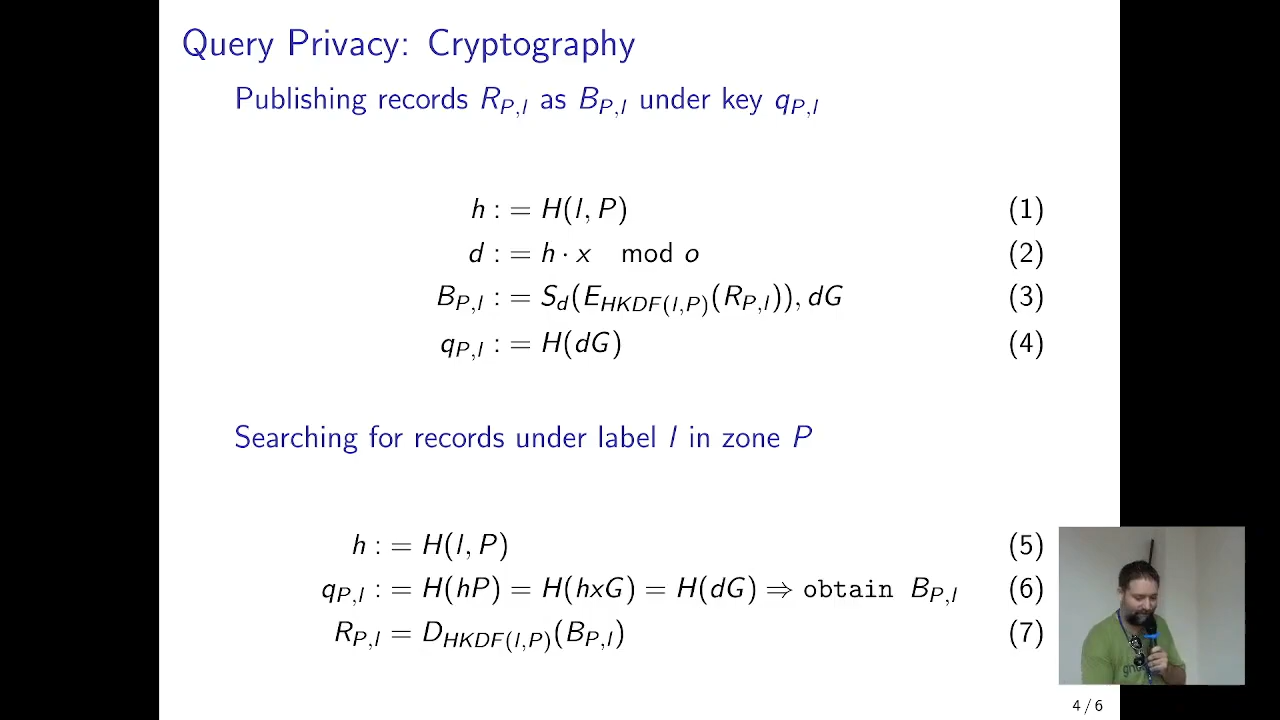 Query Privacy: Cryptography
Publishing records R_{P,l} as B_{P,l} under key q_{P,l}
h := H(l, P) (1)
d := h · x mod o (2)
B_{P,l} := S_d(E_{HKDF(l,P)}(R_{P,l})), dG (3)
q_{P,l} := H(dG) (4)
Searching for records under label l in zone P
h := H(l, P) (5)
q_{P,l} := H(hP) = H(hxG) = H(dG) ⇒ obtain B_{P,l} (6)
R_{P,l} = D_{HKDF(l,P)}(B_{P,l}) (7)
4 / 6